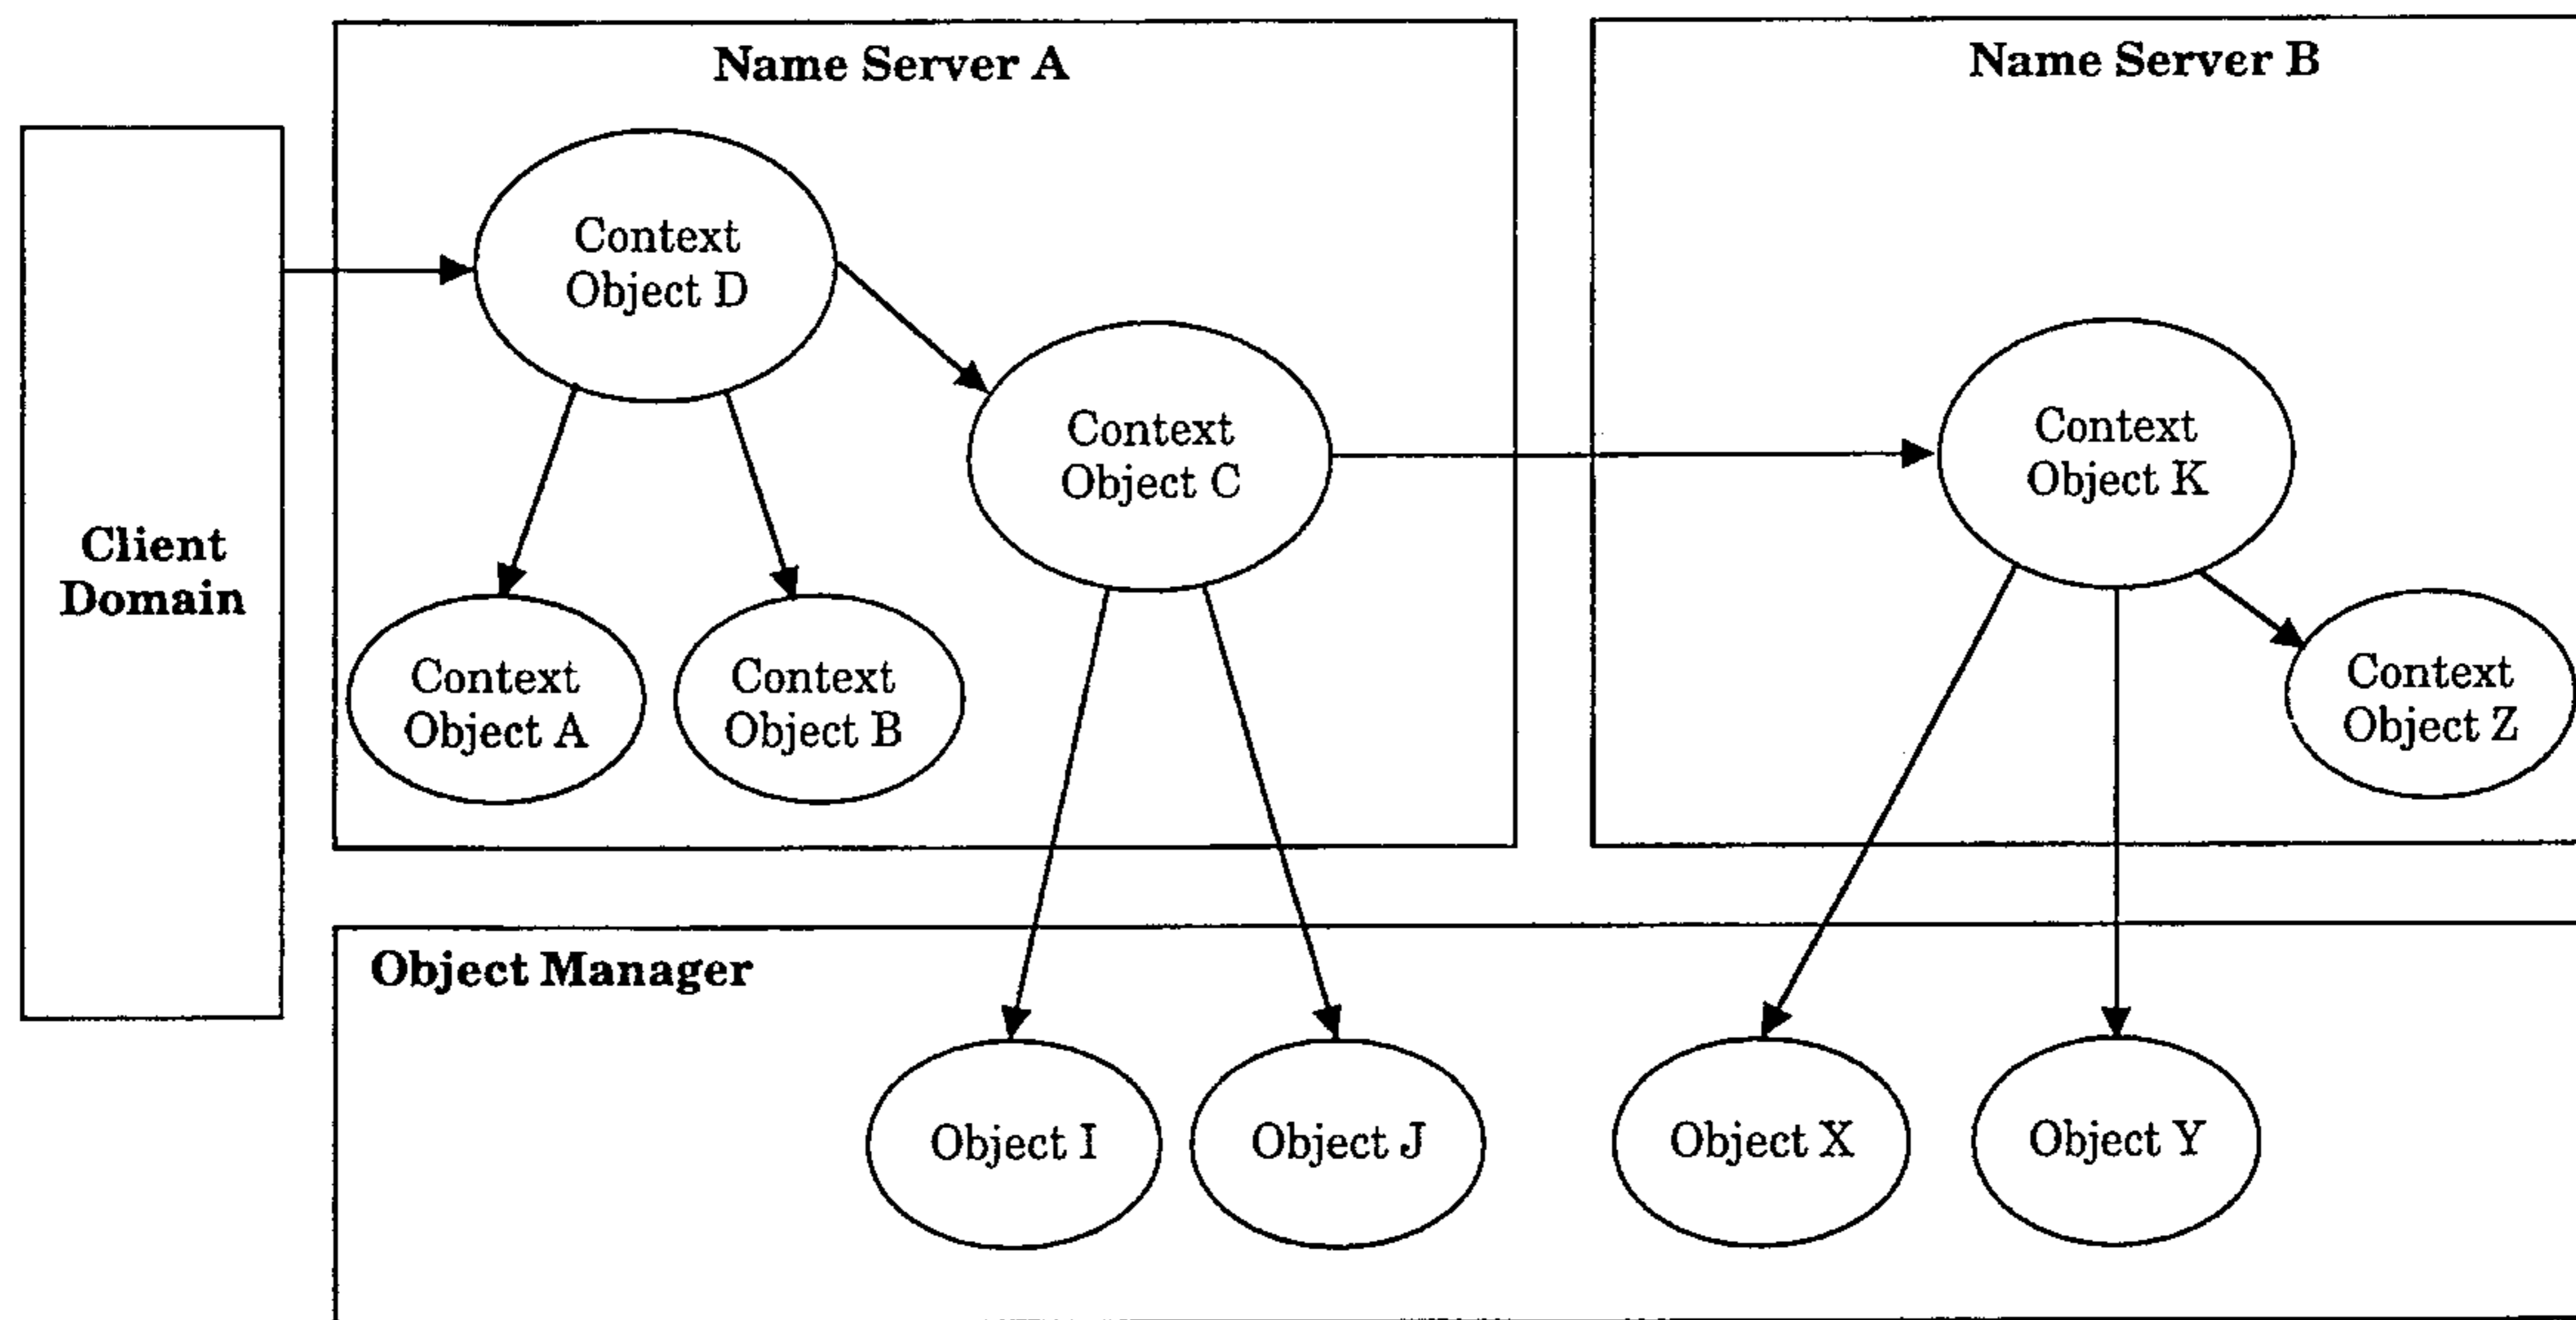 Name Server A
Name Server B
Context
Object D
Context
Object C
Context
Object K
Client
Domain
Context
Object A
Context
Object B
Context
Object Z
Object Manager
Object I
Object J
Object X
Object Y